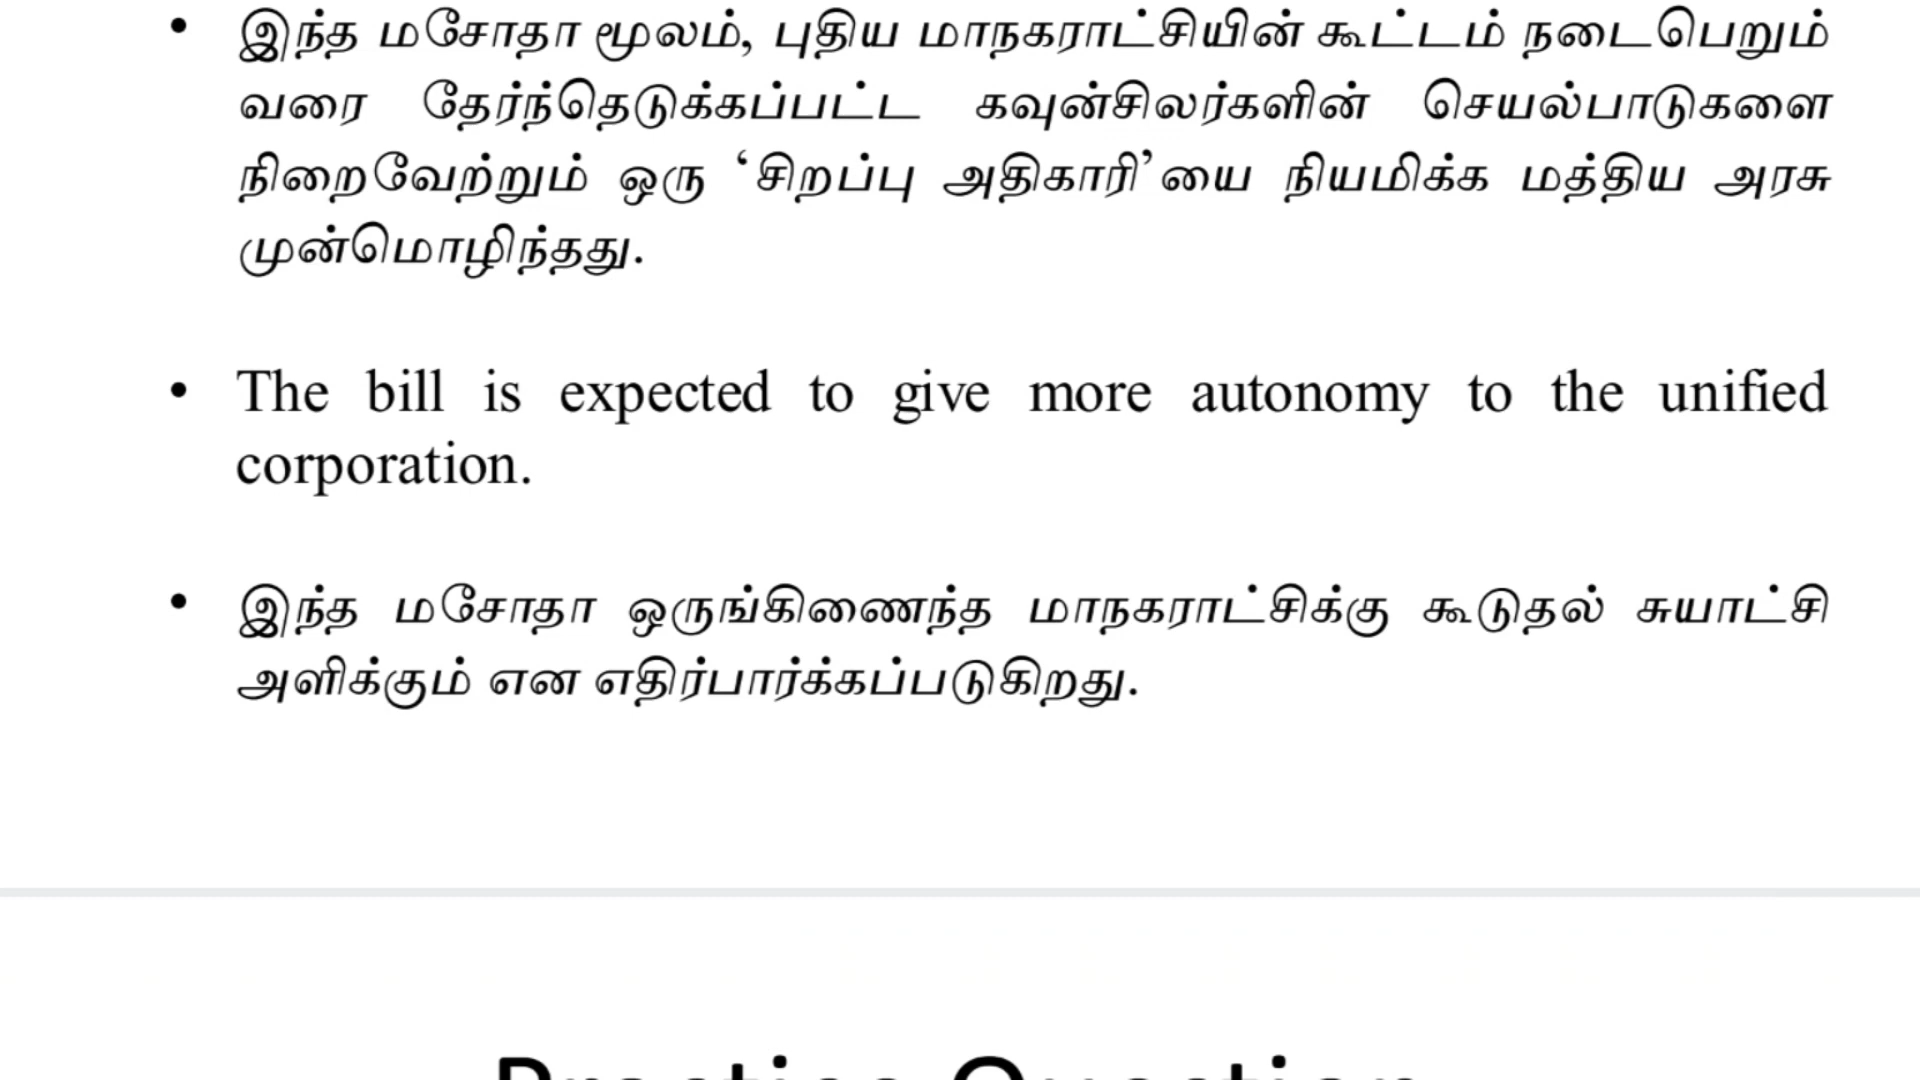 • இந்த மசோதா மூலம், புதிய மாநகராட்சியின் கூட்டம் நடைபெறும்
வரை தேர்ந்தெடுக்கப்பட்ட கவுன்சிலர்களின் செயல்பாடுகளை
நிறைவேற்றும் ஒரு ‘சிறப்பு அதிகாரி’யை நியமிக்க மத்திய அரசு
முன்மொழிந்தது.
• The bill is expected to give more autonomy to the unified
corporation.
• இந்த மசோதா ஒருங்கிணைந்த மாநகராட்சிக்கு கூடுதல் சுயாட்சி
அளிக்கும் என எதிர்பார்க்கப்படுகிறது.
Practice Question